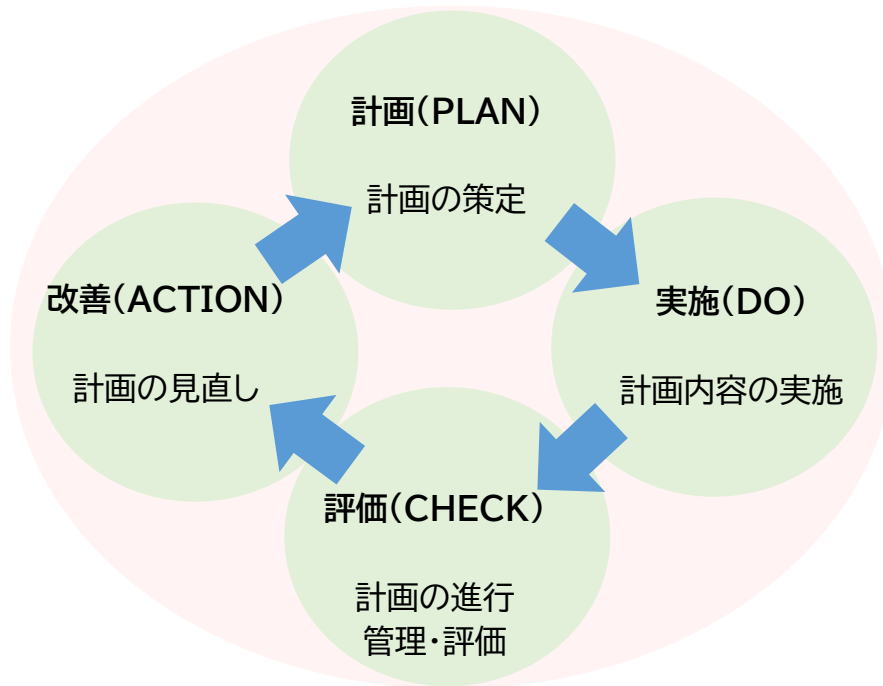 計画(PLAN)
計画の策定
実施(DO)
計画内容の実施
評価(CHECK)
計画の進行
管理・評価
改善(ACTION)
計画の見直し